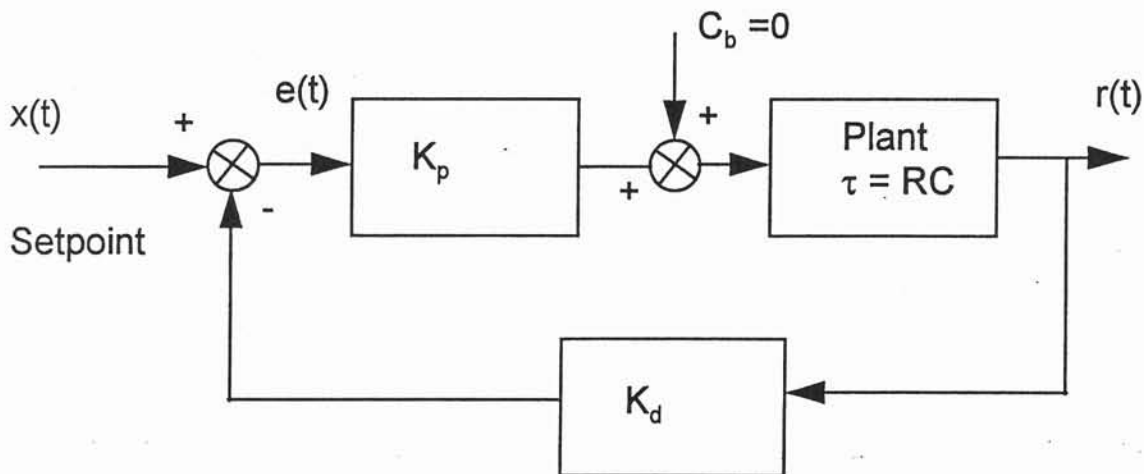 C_b =0
x(t)
+
e(t)
K_p
+
+
Plant
τ = RC
r(t)
-
Setpoint
K_d